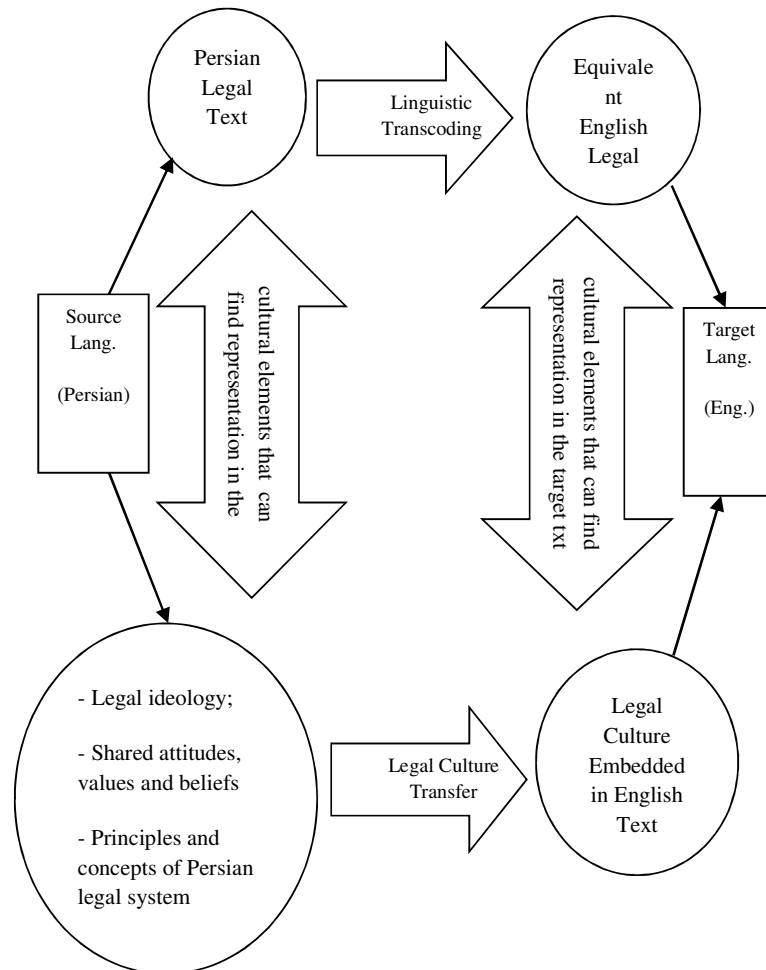 Persian
Legal
Text
Linguistic
Transcoding
Equivale
nt
English
Legal
Source
Lang.
(Persian)
cultural elements that can
find representation in the
cultural elements that can find
representation in the target txt
Target
Lang.
(Eng.)
- Legal ideology;
- Shared attitudes,
values and beliefs
- Principles and
concepts of Persian
legal system
Legal Culture
Transfer
Legal
Culture
Embedded
in English
Text